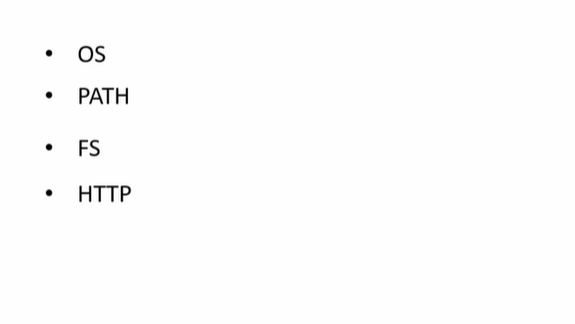 • OS
• PATH
• FS
• HTTP